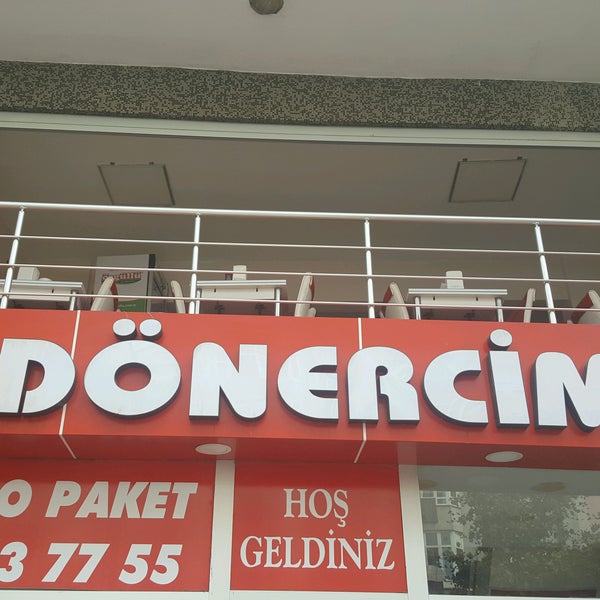 DÖNERCİN
O PAKET
3 77 55
HOŞ
GELDİNİZ